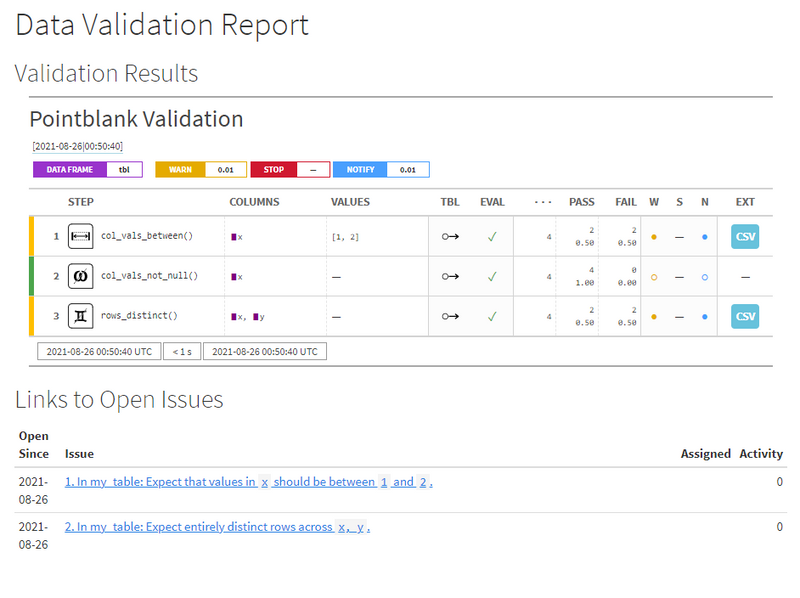 Data Validation Report
Validation Results
Pointblank Validation
[2021-08-26|00:50:40]
DATA FRAME tbl WARN 0.01 STOP — NOTIFY 0.01
STEP COLUMNS VALUES TBL EVAL ··· PASS FAIL W S N EXT
1 col_vals_between() x [1, 2] ✓ 4 2 0.50 2 0.50 — CSV
2 col_vals_not_null() x — ✓ 4 4 1.00 0 0.00 — —
3 rows_distinct() x, y — ✓ 4 2 0.50 2 0.50 — CSV
2021-08-26 00:50:40 UTC < 1 s 2021-08-26 00:50:40 UTC
Links to Open Issues
Open
Since Issue Assigned Activity
2021-
08-26 1. In my_table: Expect that values in x should be between 1 and 2. 0
2021-
08-26 2. In my_table: Expect entirely distinct rows across x, y. 0